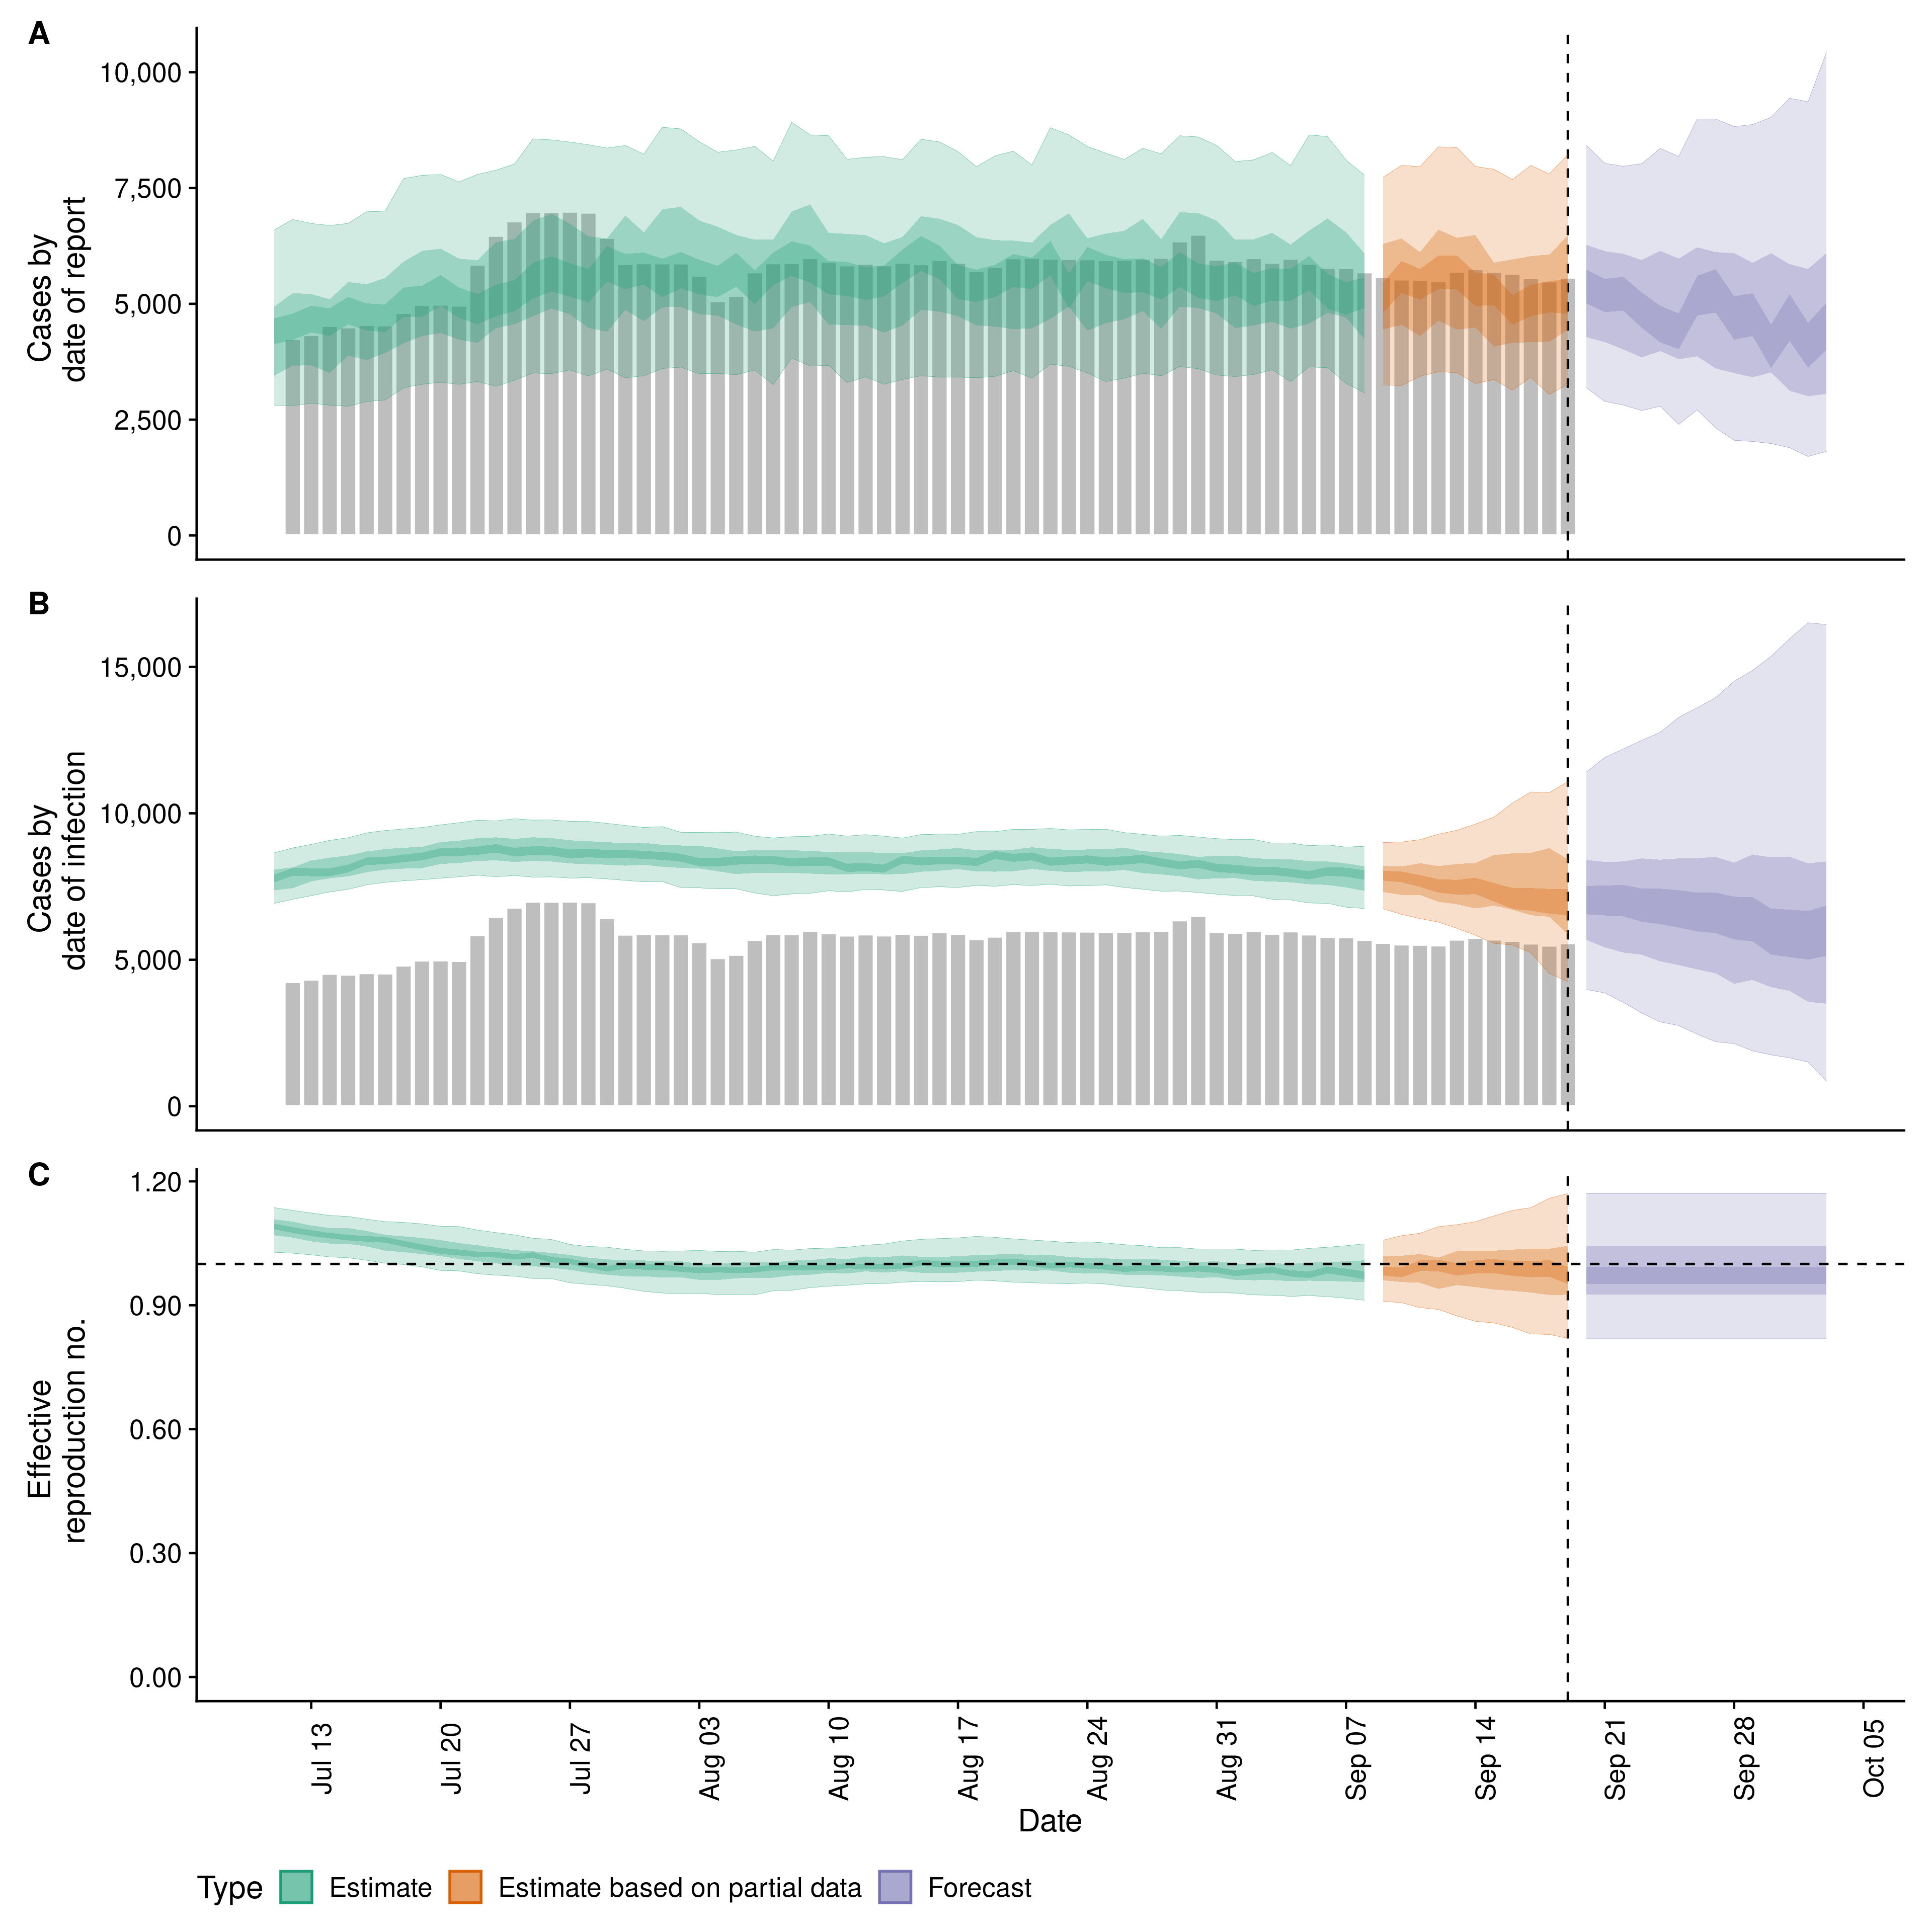 A
Cases by
date of report
10,000
7,500
5,000
2,500
0
B
Cases by
date of infection
15,000
10,000
5,000
0
C
Effective
reproduction no.
1.20
0.90
0.60
0.30
0.00
Jul 13
Jul 20
Jul 27
Aug 03
Aug 10
Aug 17
Aug 24
Aug 31
Sep 07
Sep 14
Sep 21
Sep 28
Oct 05
Date
Type Estimate Estimate based on partial data Forecast